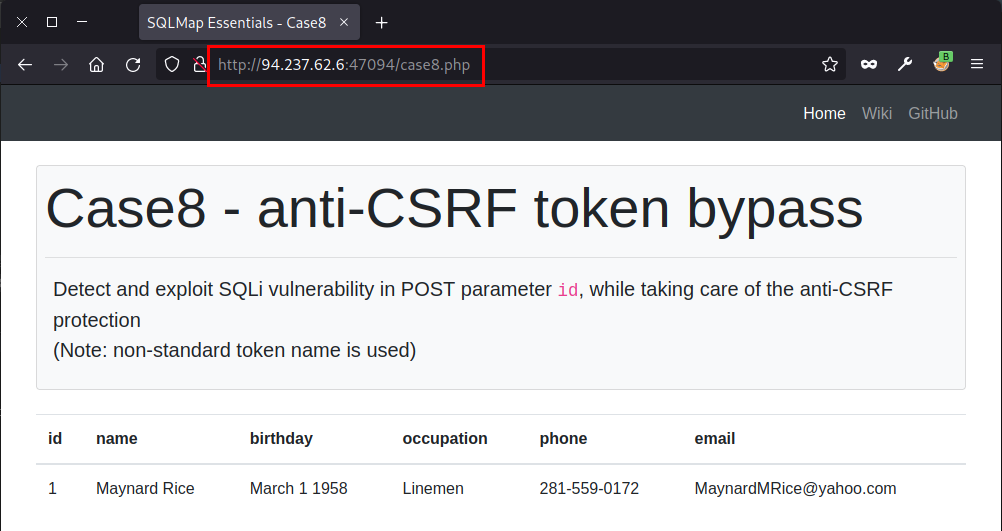 SQLMap Essentials - Case8
http://94.237.62.6:47094/case8.php
B
Home Wiki GitHub
Case8 - anti-CSRF token bypass
Detect and exploit SQLi vulnerability in POST parameter id, while taking care of the anti-CSRF
protection
(Note: non-standard token name is used)
id name birthday occupation phone email
1 Maynard Rice March 1 1958 Linemen 281-559-0172 MaynardMRice@yahoo.com